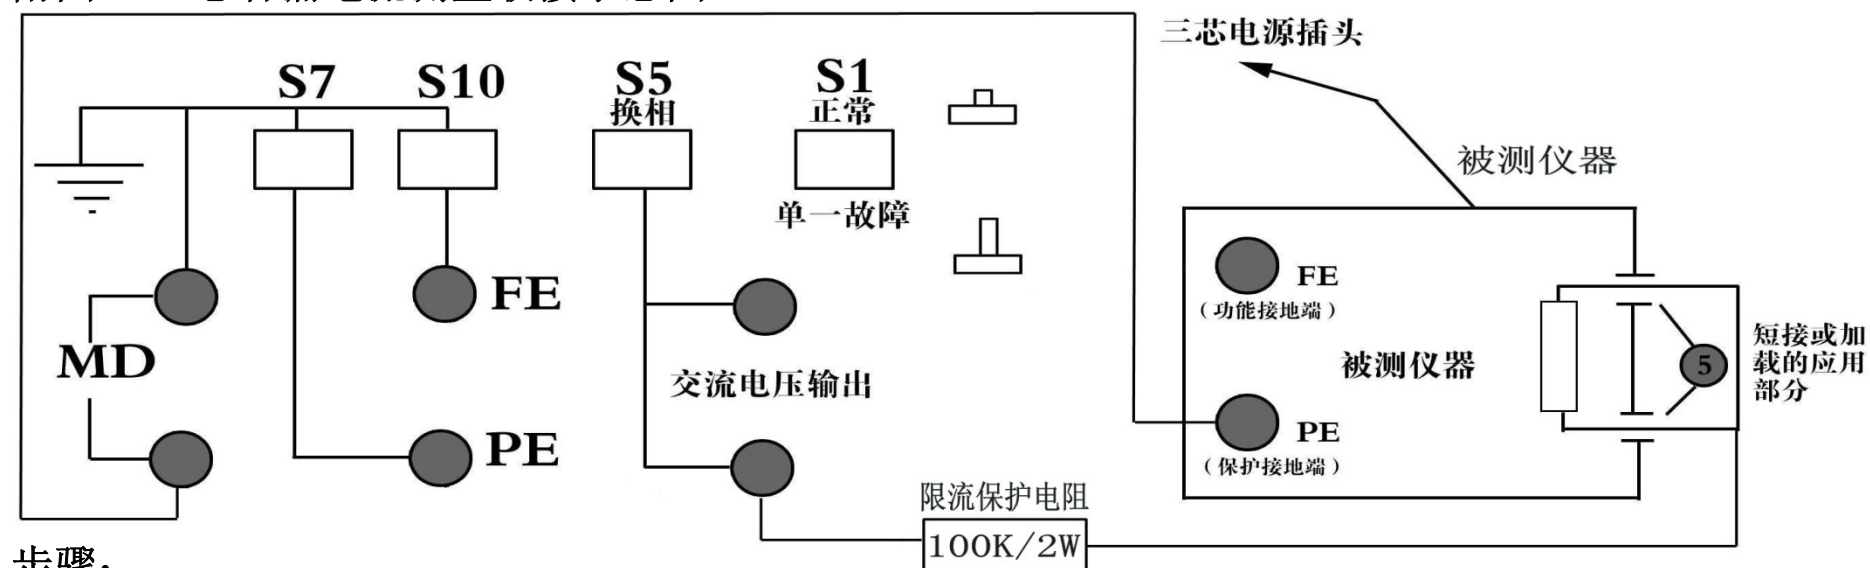 三芯电源插头
S7
S10
S5
换相
S1
正常
单一故障
被测仪器
FE
FE
(功能接地端)
MD
交流电压输出
被测仪器
5
短接或加
载的应用
部分
PE
PE
(保护接地端)
限流保护电阻
100K/2W
步骤: